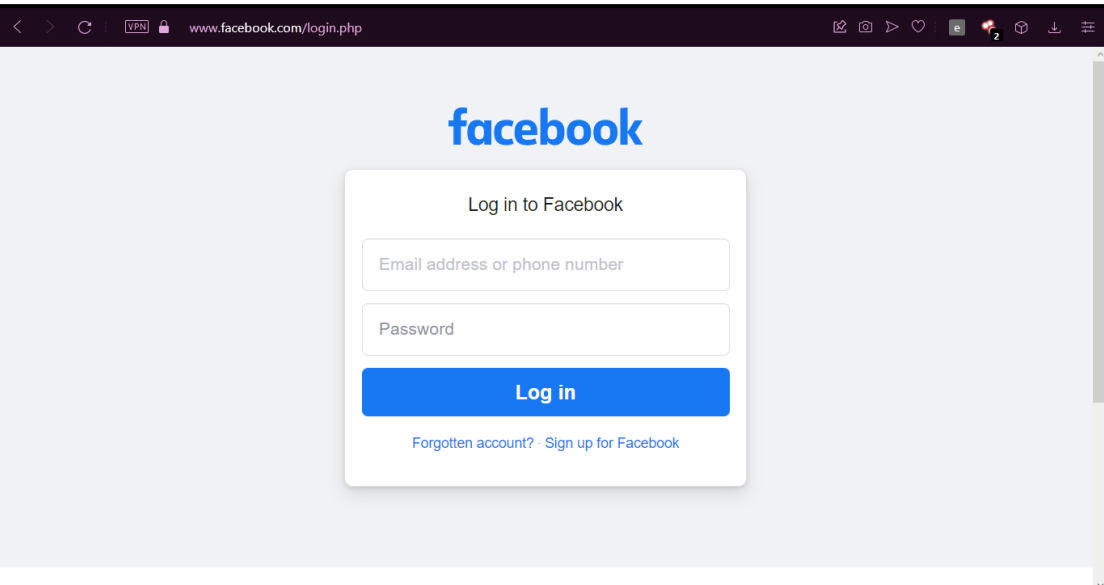 VPN www.facebook.com/login.php e 2
facebook
Log in to Facebook
Email address or phone number
Password
Log in
Forgotten account? · Sign up for Facebook